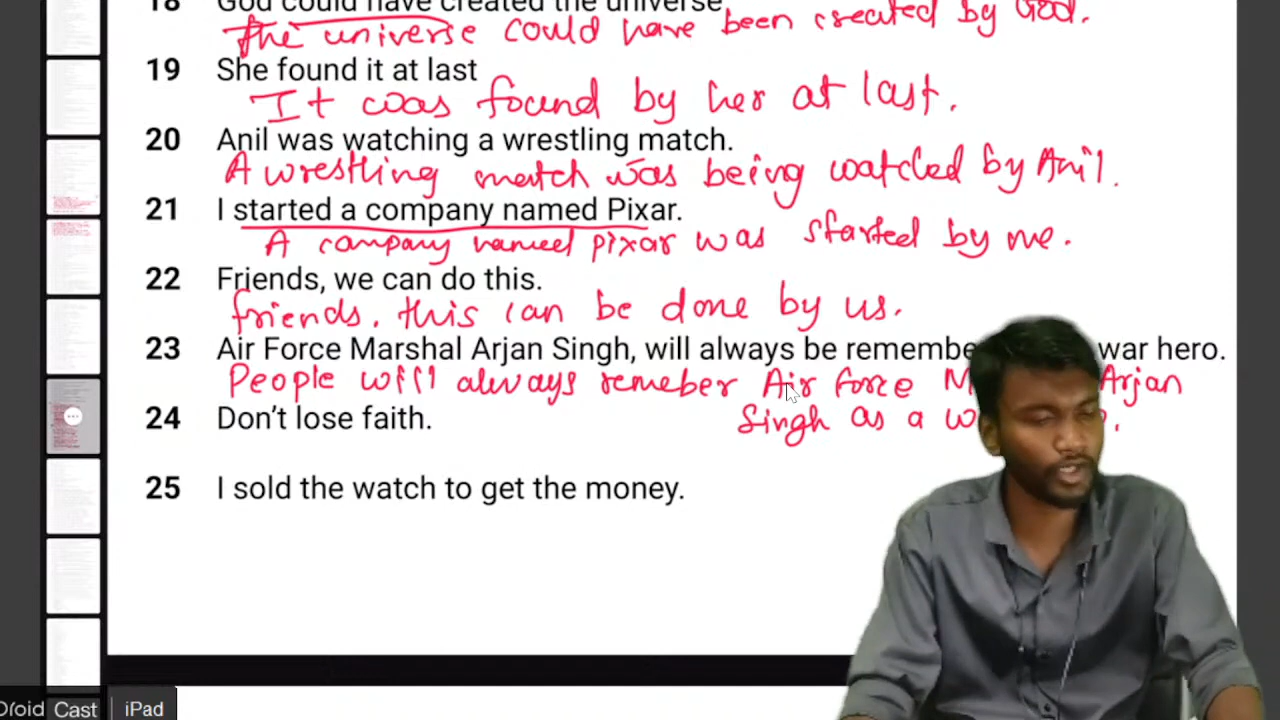 18 God could have created the universe.
The universe could have been created by God.
19 She found it at last
It was found by her at last.
20 Anil was watching a wrestling match.
A wrestling match was being watched by Anil.
21 I started a company named Pixar.
A company named pixar was started by me.
22 Friends, we can do this.
friends. this can be done by us.
23 Air Force Marshal Arjan Singh, will always be remembe war hero.
People will always remeber Air force M Arjan
Singh as a w
24 Don't lose faith.
25 I sold the watch to get the money.
Droid Cast iPad